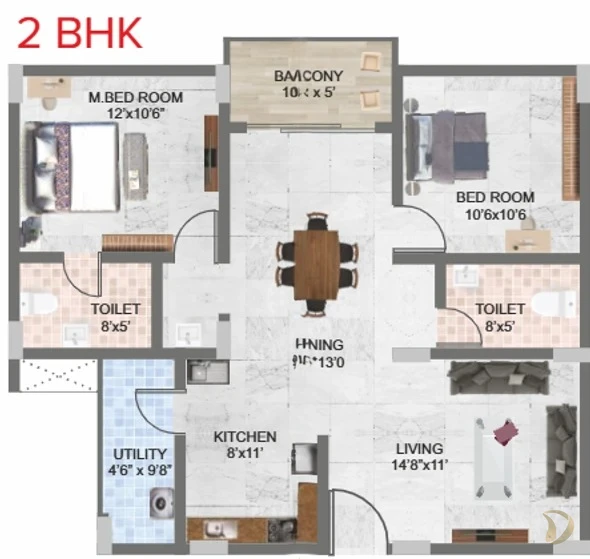 2 BHK
M.BED ROOM
12'x10'6"
x 5'
BED ROOM
10'6x10'6
TOILET
8'x5'
TOILET
8'x5'
KITCHEN
8'x11'
UTILITY
4'6" x 9'8"
LIVING
14'8"x11'